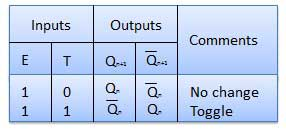 Inputs Outputs Comments
E T Qₙ₊₁ Q̅ₙ₊₁
1 0 Qₙ Q̅ₙ No change
1 1 Q̅ₙ Qₙ Toggle